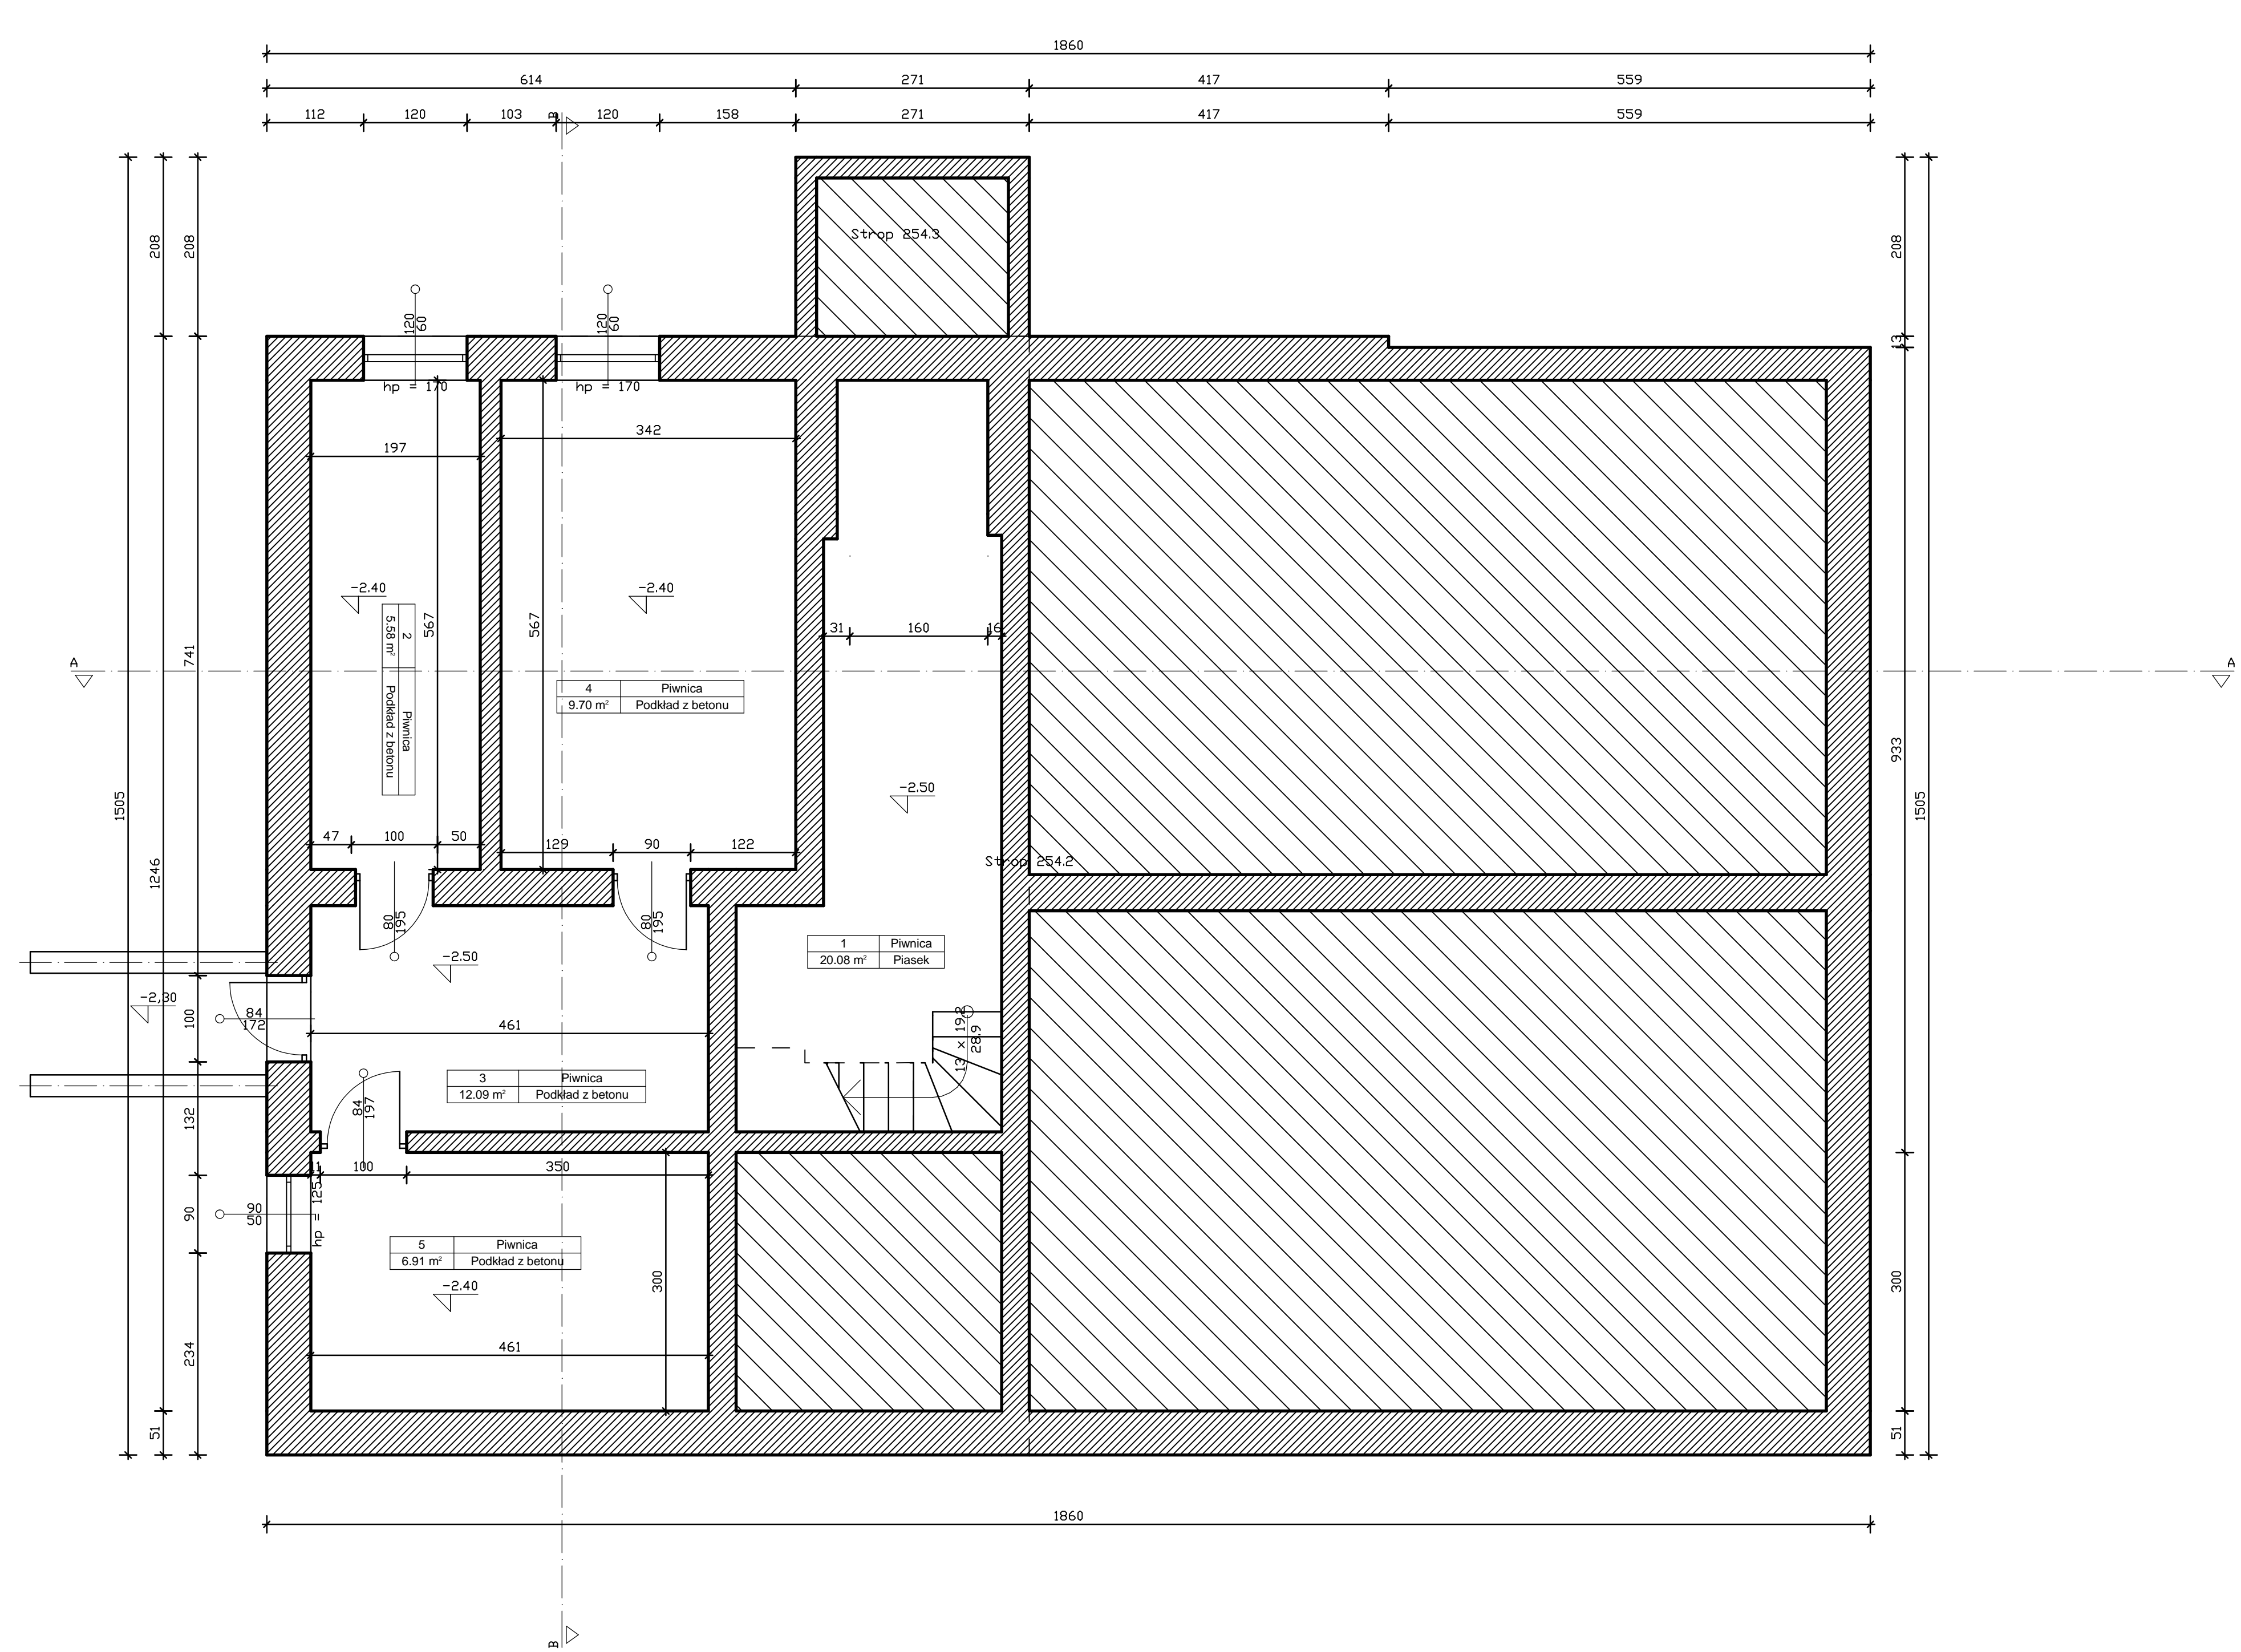 1860
614 271 417 559
112 120 103 B 120 158 271 417 559
208 208 208
Strop 254.3
120
60
120
60
13
hp = 170 hp = 170
342
197
-2.40 -2.40
567 567
2 Piwnica
5.58 m² Podkład z betonu
31 160 16
741
A A
4 Piwnica
9.70 m² Podkład z betonu
933
-2.50
1505 1505
47 100 50 129 90 122
1246
Strop 254.2
80
195
80
195
1 Piwnica
20.08 m² Piasek
-2.50
-2,30
100
84
172
461
13 x 19.2
28.9
3 Piwnica
12.09 m² Podkład z betonu
84
197
132
11 100 350
90
90
50
hp = 125
5 Piwnica
6.91 m² Podkład z betonu
-2.40
300 300
234
461
51 51
1860
B